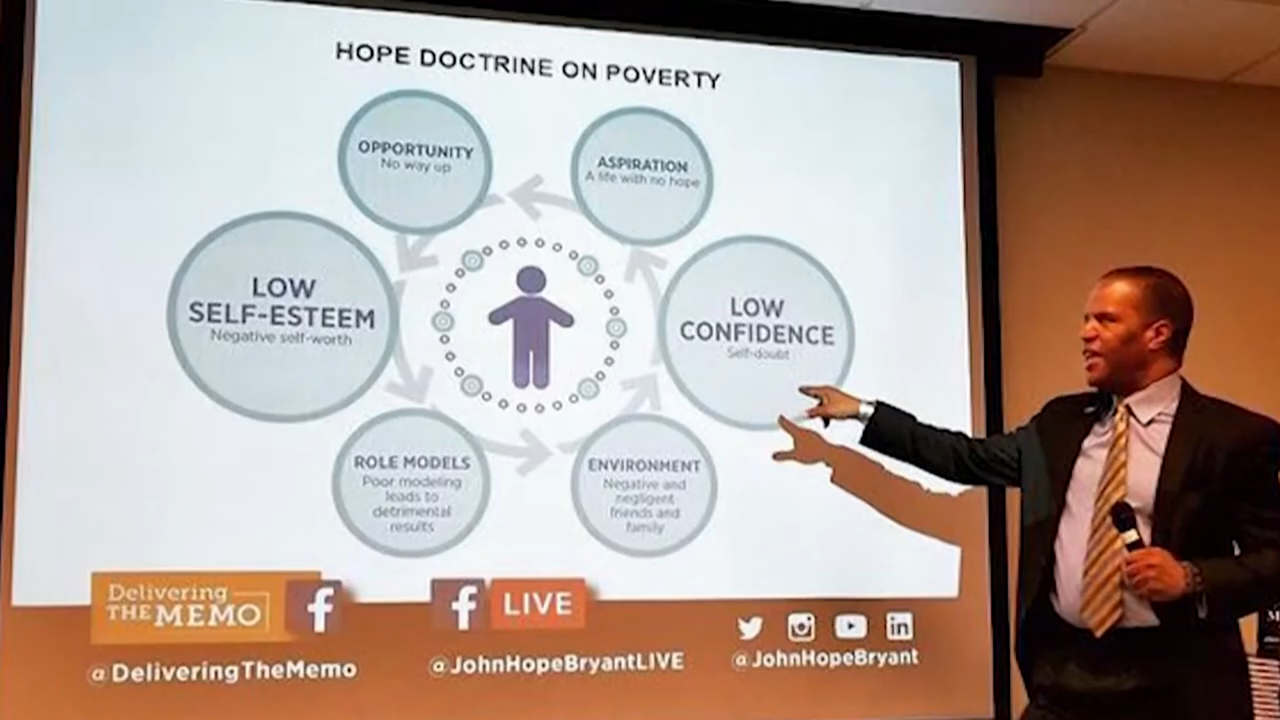 HOPE DOCTRINE ON POVERTY
OPPORTUNITY
No way up
ASPIRATION
A life with no hope
LOW
SELF-ESTEEM
Negative self-worth
LOW
CONFIDENCE
Self-doubt
ROLE MODELS
Poor modeling
leads to
detrimental
results
ENVIRONMENT
Negative and
negligent
friends and
family
Delivering
THE MEMO
f
f LIVE
in
@DeliveringTheMemo
@JohnHopeBryantLIVE
@JohnHopeBryant